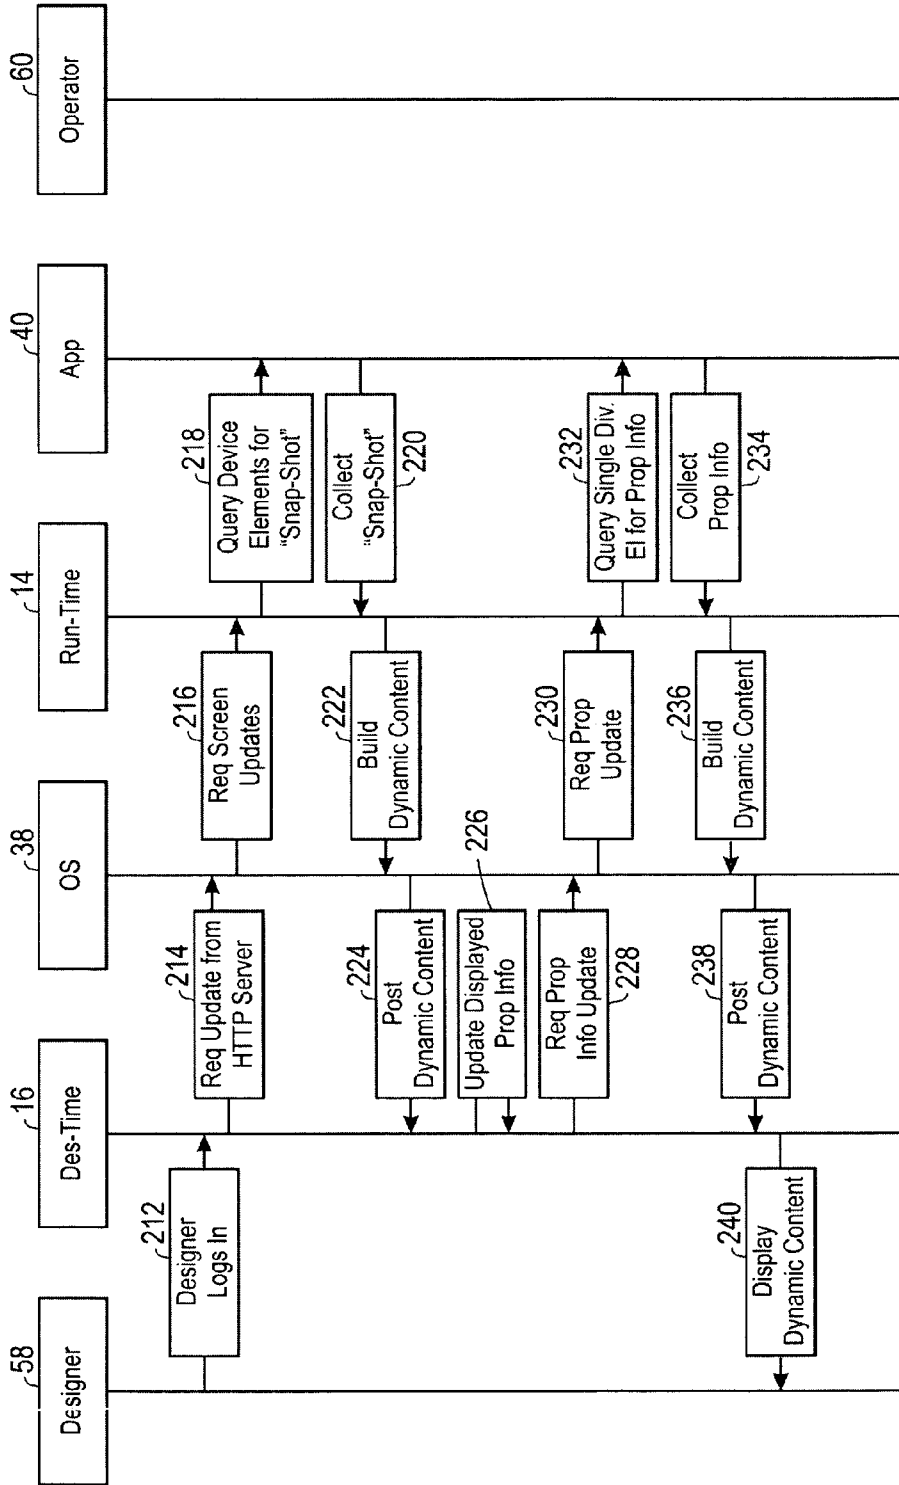 58
Designer
16
Des-Time
38
OS
14
Run-Time
40
App
60
Operator
212
Designer
Logs In
214
Req Update from
HTTP Server
216
Req Screen
Updates
218
Query Device
Elements for
“Snap-Shot”
Collect
“Snap-Shot”
220
222
Build
Dynamic Content
224
Post
Dynamic Content
226
Update Displayed
Prop Info
Req Prop
Info Update
228
230
Req Prop
Update
232
Query Single Div.
El for Prop Info
Collect
Prop Info
234
236
Build
Dynamic Content
238
Post
Dynamic Content
240
Display
Dynamic Content